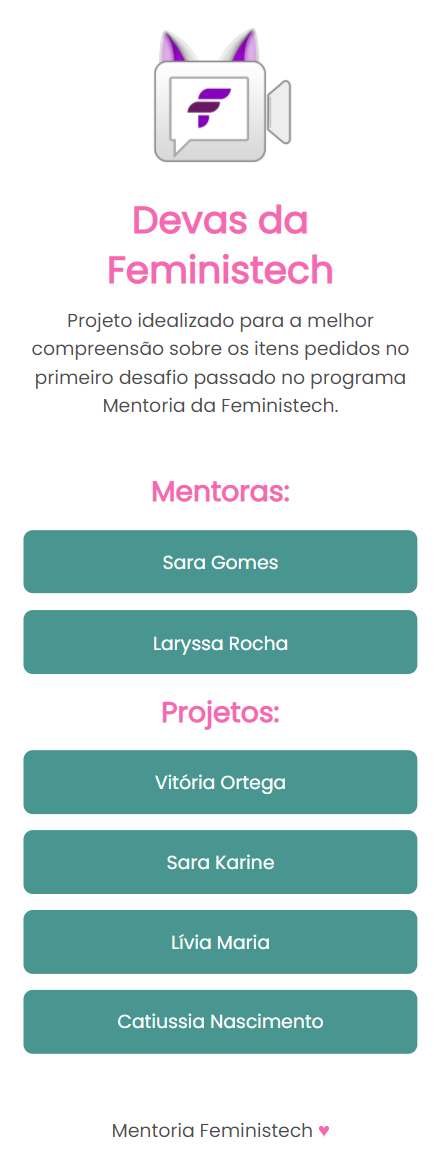 Devas da
Feministech
Projeto idealizado para a melhor
compreensão sobre os itens pedidos no
primeiro desafio passado no programa
Mentoria da Feministech.
Mentoras:
Sara Gomes
Laryssa Rocha
Projetos:
Vitória Ortega
Sara Karine
Lívia Maria
Catiussia Nascimento
Mentoria Feministech ♥